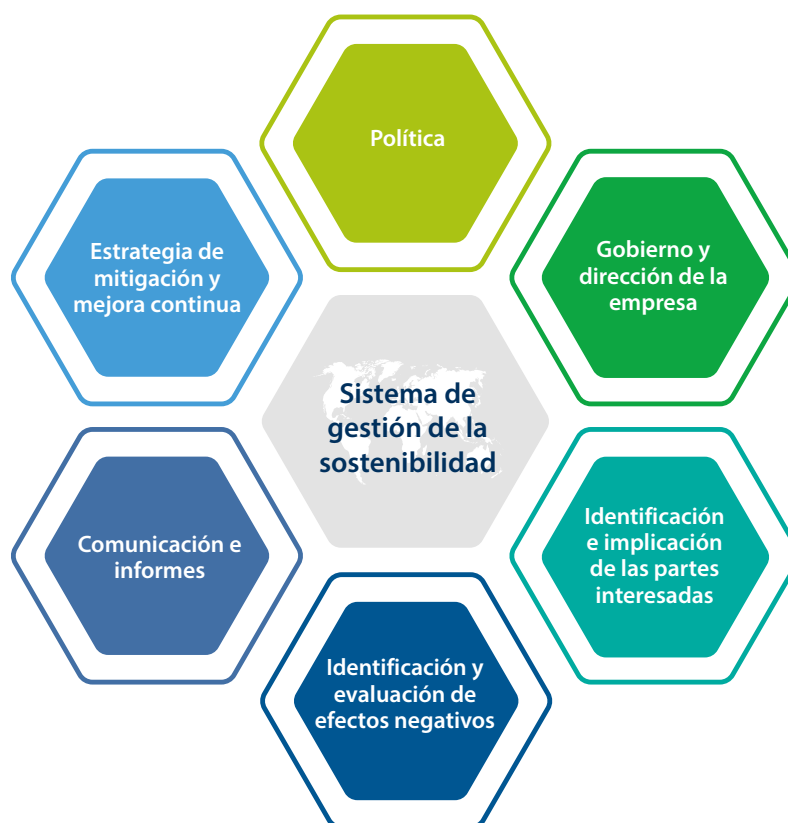 Política
Estrategia de
mitigación y
mejora continua
Gobierno y
dirección de la
empresa
Sistema de
gestión de la
sostenibilidad
Comunicación e
informes
Identificación
e implicación
de las partes
interesadas
Identificación y
evaluación de
efectos negativos